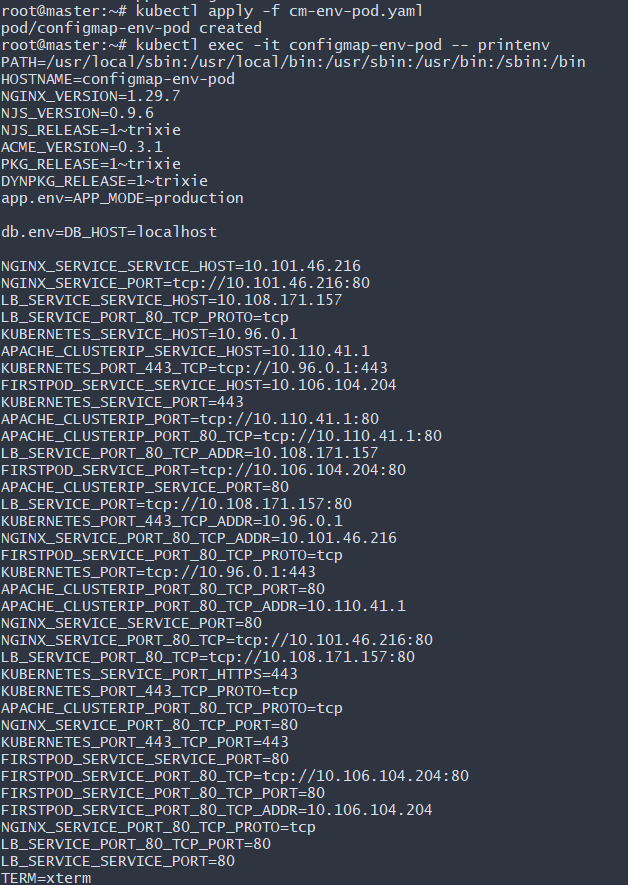 root@master:~# kubectl apply -f cm-env-pod.yaml
pod/configmap-env-pod created
root@master:~# kubectl exec -it configmap-env-pod -- printenv
PATH=/usr/local/sbin:/usr/local/bin:/usr/sbin:/usr/bin:/sbin:/bin
HOSTNAME=configmap-env-pod
NGINX_VERSION=1.29.7
NJS_VERSION=0.9.6
NJS_RELEASE=1~trixie
ACME_VERSION=0.3.1
PKG_RELEASE=1~trixie
DYNPKG_RELEASE=1~trixie
app.env=APP_MODE=production
db.env=DB_HOST=localhost
NGINX_SERVICE_SERVICE_HOST=10.101.46.216
NGINX_SERVICE_PORT=tcp://10.101.46.216:80
LB_SERVICE_SERVICE_HOST=10.108.171.157
LB_SERVICE_PORT_80_TCP_PROTO=tcp
KUBERNETES_SERVICE_HOST=10.96.0.1
APACHE_CLUSTERIP_SERVICE_HOST=10.110.41.1
KUBERNETES_PORT_443_TCP=tcp://10.96.0.1:443
FIRSTPOD_SERVICE_SERVICE_HOST=10.106.104.204
KUBERNETES_SERVICE_PORT=443
APACHE_CLUSTERIP_PORT=tcp://10.110.41.1:80
APACHE_CLUSTERIP_PORT_80_TCP=tcp://10.110.41.1:80
LB_SERVICE_PORT_80_TCP_ADDR=10.108.171.157
FIRSTPOD_SERVICE_PORT=tcp://10.106.104.204:80
APACHE_CLUSTERIP_SERVICE_PORT=80
LB_SERVICE_PORT=tcp://10.108.171.157:80
KUBERNETES_PORT_443_TCP_ADDR=10.96.0.1
NGINX_SERVICE_PORT_80_TCP_ADDR=10.101.46.216
FIRSTPOD_SERVICE_PORT_80_TCP_PROTO=tcp
KUBERNETES_PORT=tcp://10.96.0.1:443
APACHE_CLUSTERIP_PORT_80_TCP_PORT=80
APACHE_CLUSTERIP_PORT_80_TCP_ADDR=10.110.41.1
NGINX_SERVICE_SERVICE_PORT=80
NGINX_SERVICE_PORT_80_TCP=tcp://10.101.46.216:80
LB_SERVICE_PORT_80_TCP=tcp://10.108.171.157:80
KUBERNETES_SERVICE_PORT_HTTPS=443
KUBERNETES_PORT_443_TCP_PROTO=tcp
APACHE_CLUSTERIP_PORT_80_TCP_PROTO=tcp
NGINX_SERVICE_PORT_80_TCP_PORT=80
KUBERNETES_PORT_443_TCP_PORT=443
FIRSTPOD_SERVICE_SERVICE_PORT=80
FIRSTPOD_SERVICE_PORT_80_TCP=tcp://10.106.104.204:80
FIRSTPOD_SERVICE_PORT_80_TCP_PORT=80
FIRSTPOD_SERVICE_PORT_80_TCP_ADDR=10.106.104.204
NGINX_SERVICE_PORT_80_TCP_PROTO=tcp
LB_SERVICE_PORT_80_TCP_PORT=80
LB_SERVICE_SERVICE_PORT=80
TERM=xterm